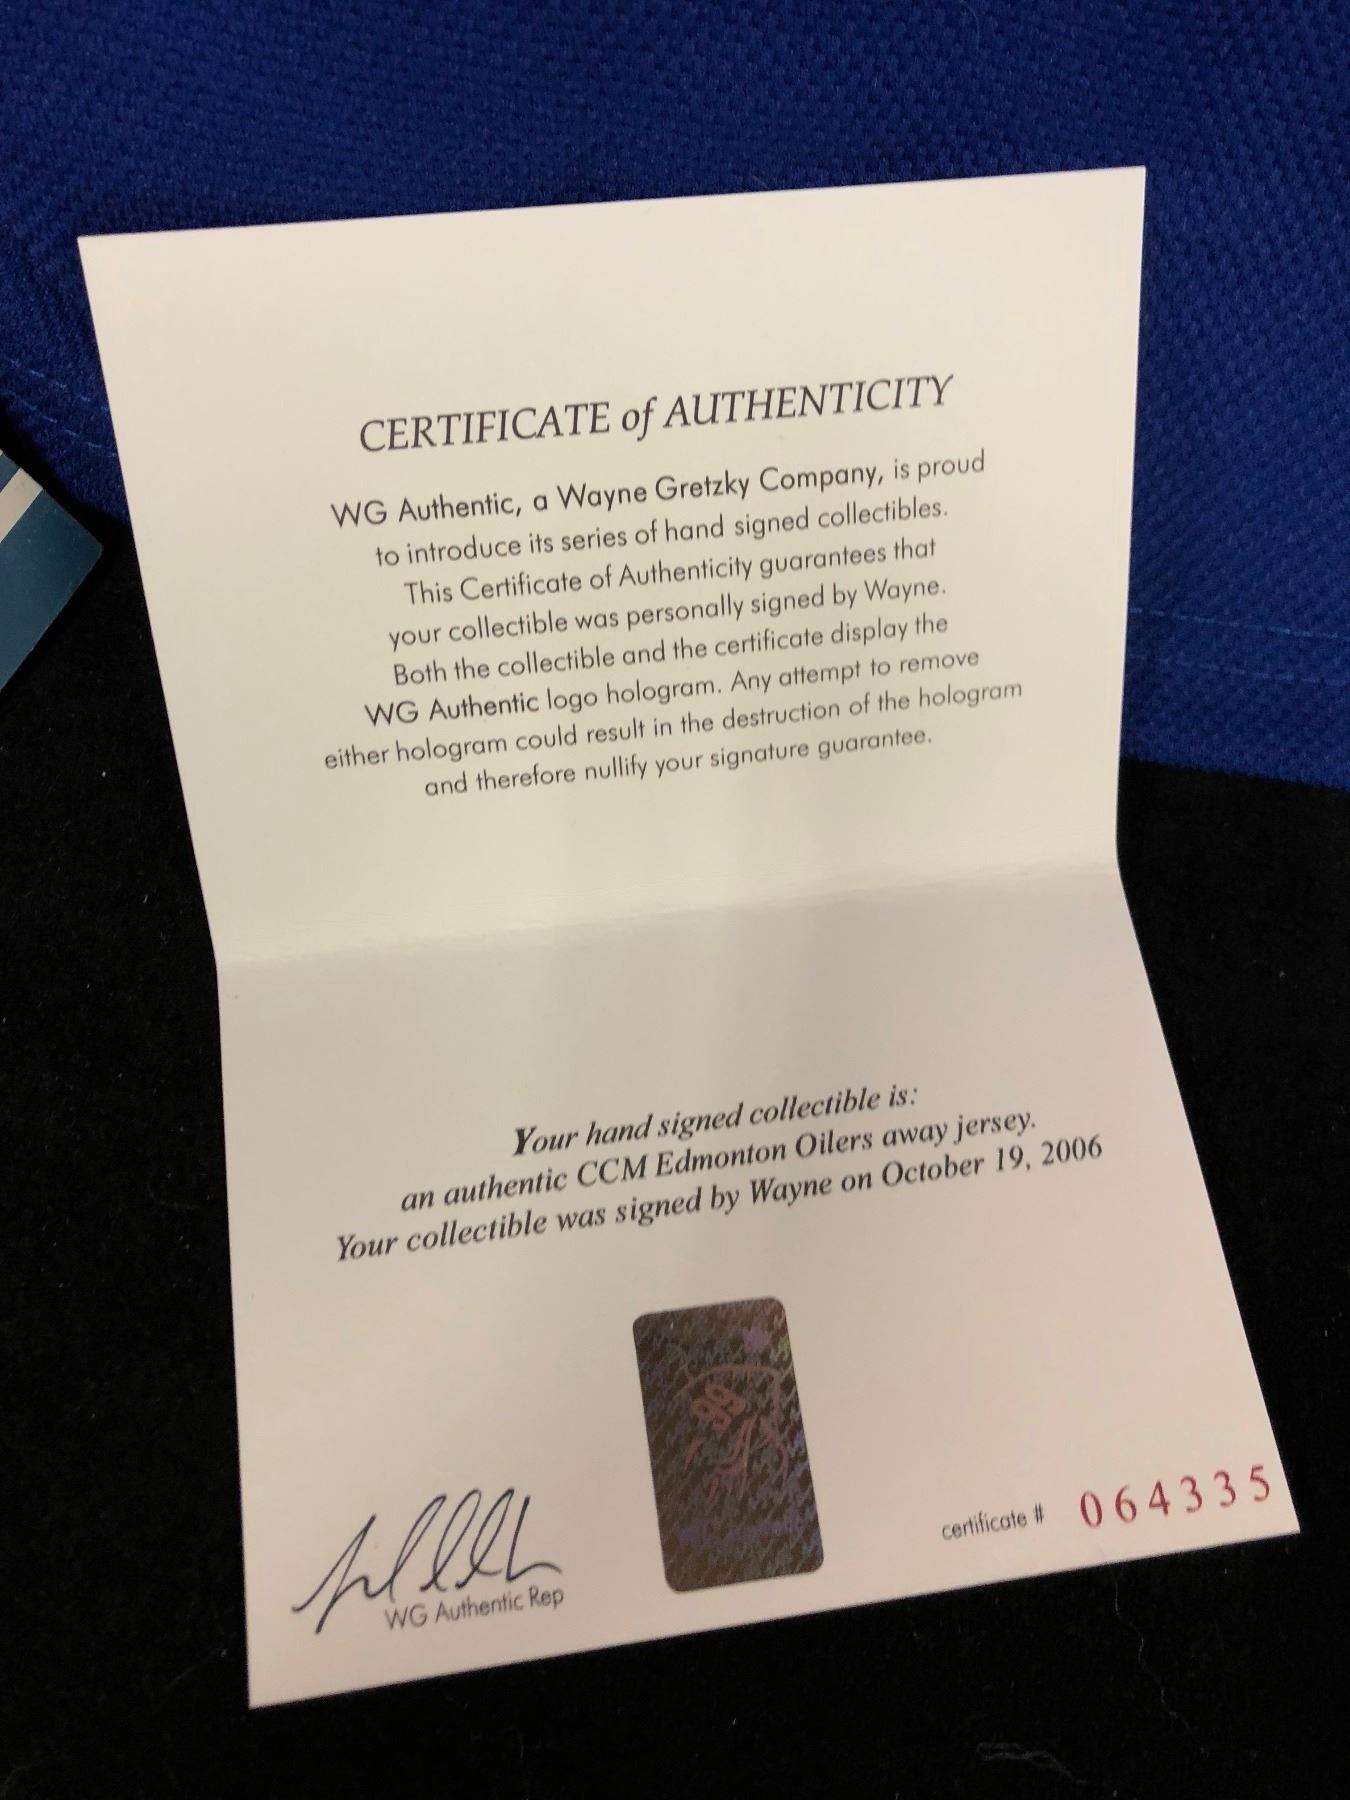 CERTIFICATE of AUTHENTICITY
WG Authentic, a Wayne Gretzky Company, is proud
to introduce its series of hand signed collectibles.
This Certificate of Authenticity guarantees that
your collectible was personally signed by Wayne.
Both the collectible and the certificate display the
WG Authentic logo hologram. Any attempt to remove
either hologram could result in the destruction of the hologram
and therefore nullify your signature guarantee.
Your hand signed collectible is:
an authentic CCM Edmonton Oilers away jersey.
Your collectible was signed by Wayne on October 19, 2006
99
WG Authentic Rep
certificate # 064335